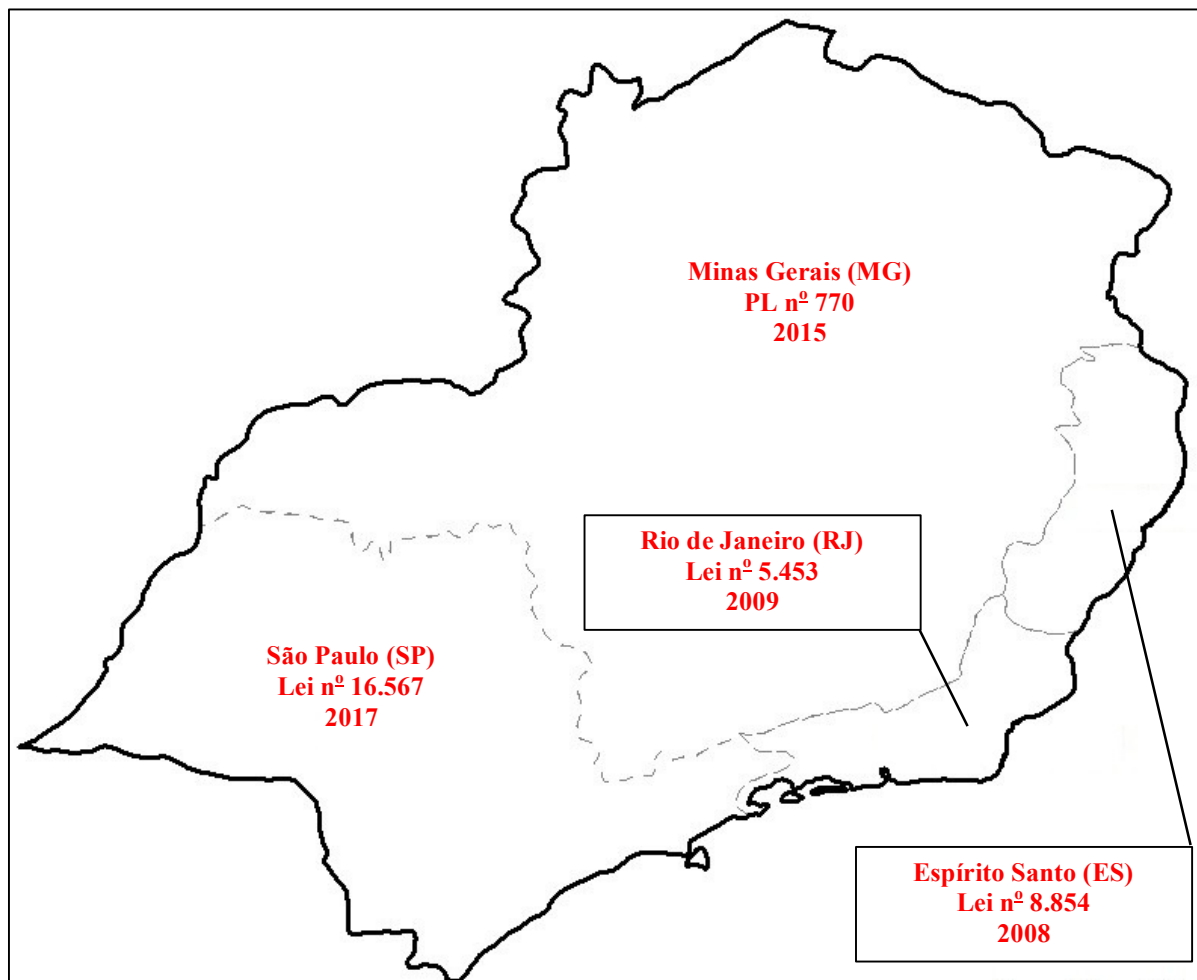 Minas Gerais (MG)
PL nº 770
2015
Rio de Janeiro (RJ)
Lei nº 5.453
2009
São Paulo (SP)
Lei nº 16.567
2017
Espírito Santo (ES)
Lei nº 8.854
2008